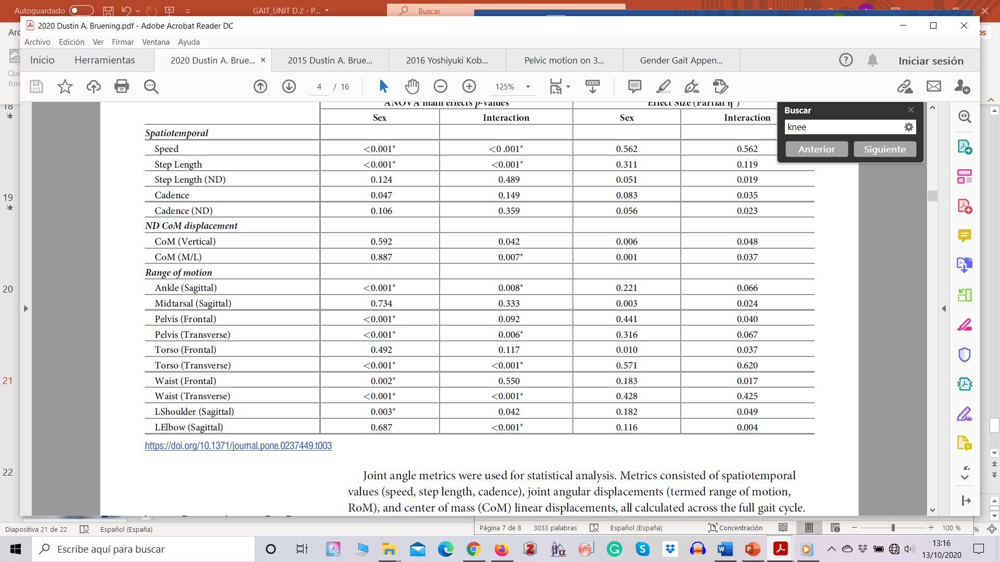 Autoguardado
GAIT_UNIT D.2 - P...
Buscar
2020 Dustin A. Bruening.pdf - Adobe Acrobat Reader DC
Archivo Edición Ver Firmar Ventana Ayuda
Inicio Herramientas 2020 Dustin A. Brue... 2015 Dustin A. Brue... 2016 Yoshiyuki Kob... Pelvic motion on 3... Gender Gait Appen... Iniciar sesión
4 / 16 125%
ANOVA main effects p-values Effect Size (Partial η²)
Sex Interaction Sex Interaction
Spatiotemporal
Speed <0.001* <0 .001* 0.562 0.562
Step Length <0.001* <0.001* 0.311 0.119
Step Length (ND) 0.124 0.489 0.051 0.019
Cadence 0.047 0.149 0.083 0.035
Cadence (ND) 0.106 0.359 0.056 0.023
ND CoM displacement
CoM (Vertical) 0.592 0.042 0.006 0.048
CoM (M/L) 0.887 0.007* 0.001 0.037
Range of motion
Ankle (Sagittal) <0.001* 0.008* 0.221 0.066
Midtarsal (Sagittal) 0.734 0.333 0.003 0.024
Pelvis (Frontal) <0.001* 0.092 0.441 0.040
Pelvis (Transverse) <0.001* 0.006* 0.316 0.067
Torso (Frontal) 0.492 0.117 0.010 0.037
Torso (Transverse) <0.001* <0.001* 0.571 0.620
Waist (Frontal) 0.002* 0.550 0.183 0.017
Waist (Transverse) <0.001* <0.001* 0.428 0.425
LShoulder (Sagittal) 0.003* 0.042 0.182 0.049
LElbow (Sagittal) 0.687 <0.001* 0.116 0.004
https://doi.org/10.1371/journal.pone.0237449.t003
Joint angle metrics were used for statistical analysis. Metrics consisted of spatiotemporal
values (speed, step length, cadence), joint angular displacements (termed range of motion,
RoM), and center of mass (CoM) linear displacements, all calculated across the full gait cycle.
Buscar
knee
Anterior Siguiente
18
19
20
21
22
Diapositiva 21 de 22 Español (España)
Página 7 de 8 3033 palabras Español (España) Concentración 100 %
%
Escribe aquí para buscar
13:16
13/10/2020